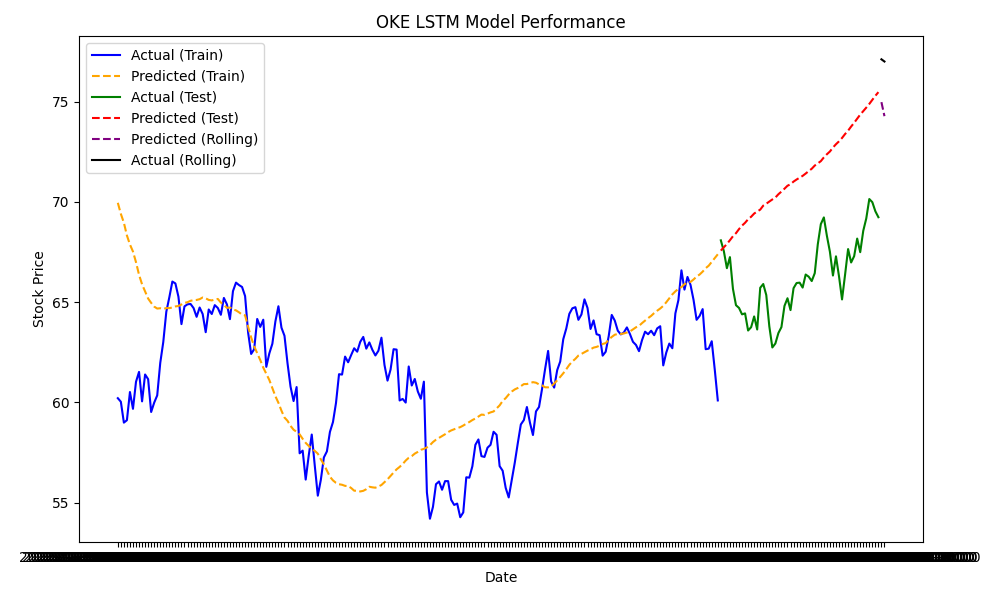 OKE LSTM Model Performance
Actual (Train)
Predicted (Train)
Actual (Test)
Predicted (Test)
Predicted (Rolling)
Actual (Rolling)
75
70
65
60
55
Stock Price
Date